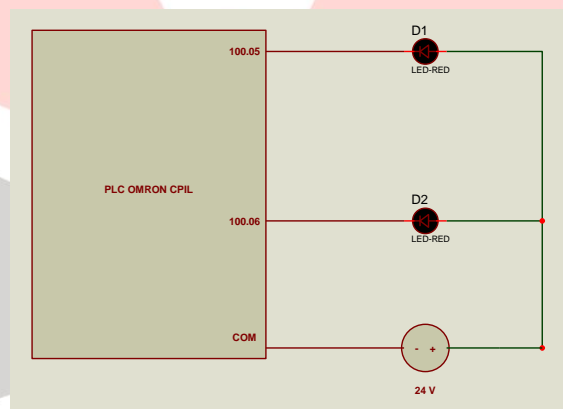 D1
100.05
LED-RED
PLC OMRON CPIL
D2
100.06
LED-RED
COM
- +
24 V